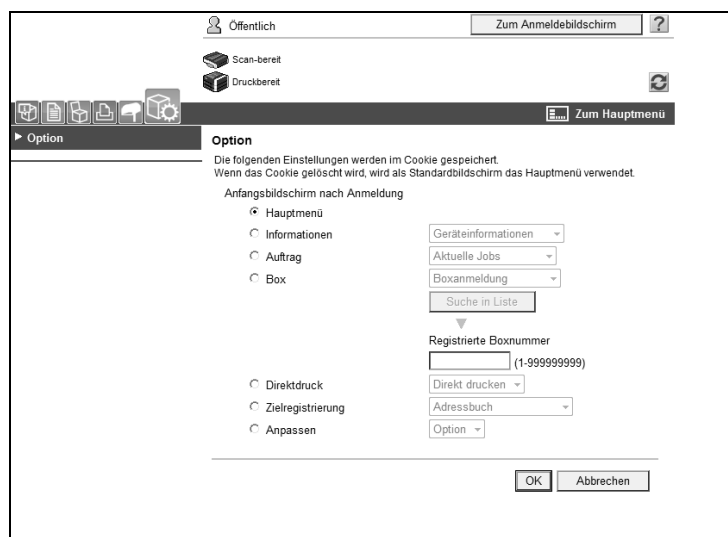 Öffentlich
Zum Anmeldebildschirm
?
Scan-bereit
Druckbereit
Zum Hauptmenü
Option
Option
Die folgenden Einstellungen werden im Cookie gespeichert.
Wenn das Cookie gelöscht wird, wird als Standardbildschirm das Hauptmenü verwendet.
Anfangsbildschirm nach Anmeldung
Hauptmenü
Informationen Geräteinformationen
Auftrag Aktuelle Jobs
Box Boxanmeldung
Suche in Liste
Registrierte Boxnummer
(1-999999999)
Direktdruck Direkt drucken
Zielregistrierung Adressbuch
Anpassen Option
OK Abbrechen